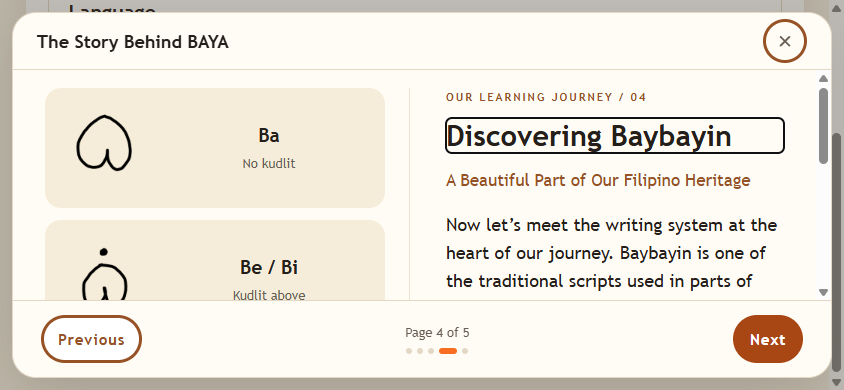 Language
The Story Behind BAYA
ᜊ
Ba
No kudlit
ᜊᜒ
Be / Bi
Kudlit above
OUR LEARNING JOURNEY / 04
Discovering Baybayin
A Beautiful Part of Our Filipino Heritage
Now let’s meet the writing system at the
heart of our journey. Baybayin is one of
the traditional scripts used in parts of
Previous
Page 4 of 5
Next